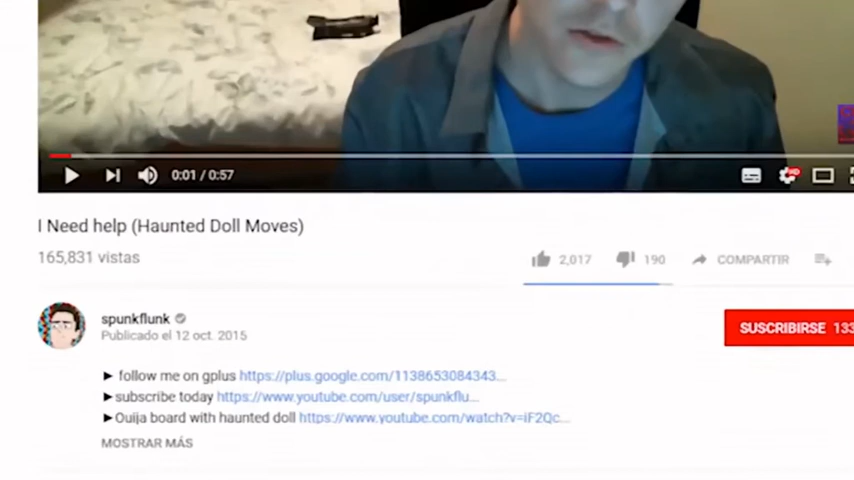 0:01 / 0:57
HD
I Need help (Haunted Doll Moves)
165,831 vistas
2,017
190
COMPARTIR
spunkflunk
Publicado el 12 oct. 2015
SUSCRIBIRSE 133
► follow me on gplus https://plus.google.com/1138653084343...
►subscribe today https://www.youtube.com/user/spunkflu...
►Ouija board with haunted doll https://www.youtube.com/watch?v=iF2Qc...
MOSTRAR MÁS